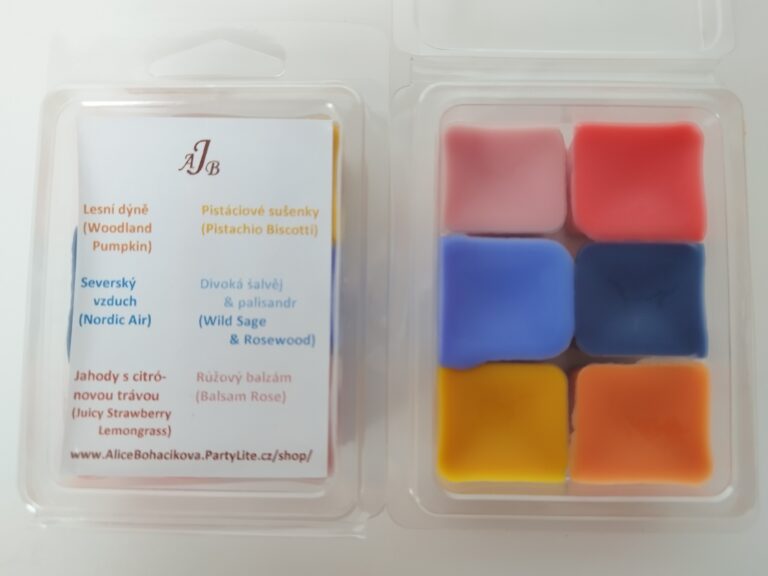 AJB
Lesní dýně
(Woodland
Pumpkin)
Pistáciové sušenky
(Pistachio Biscotti)
Severský
vzduch
(Nordic Air)
Divoká šalvěj
& palisandr
(Wild Sage
& Rosewood)
Jahody s citró-
novou trávou
(Juicy Strawberry
Lemongrass)
Růžový balzám
(Balsam Rose)
www.AliceBohacikova.PartyLite.cz/shop/